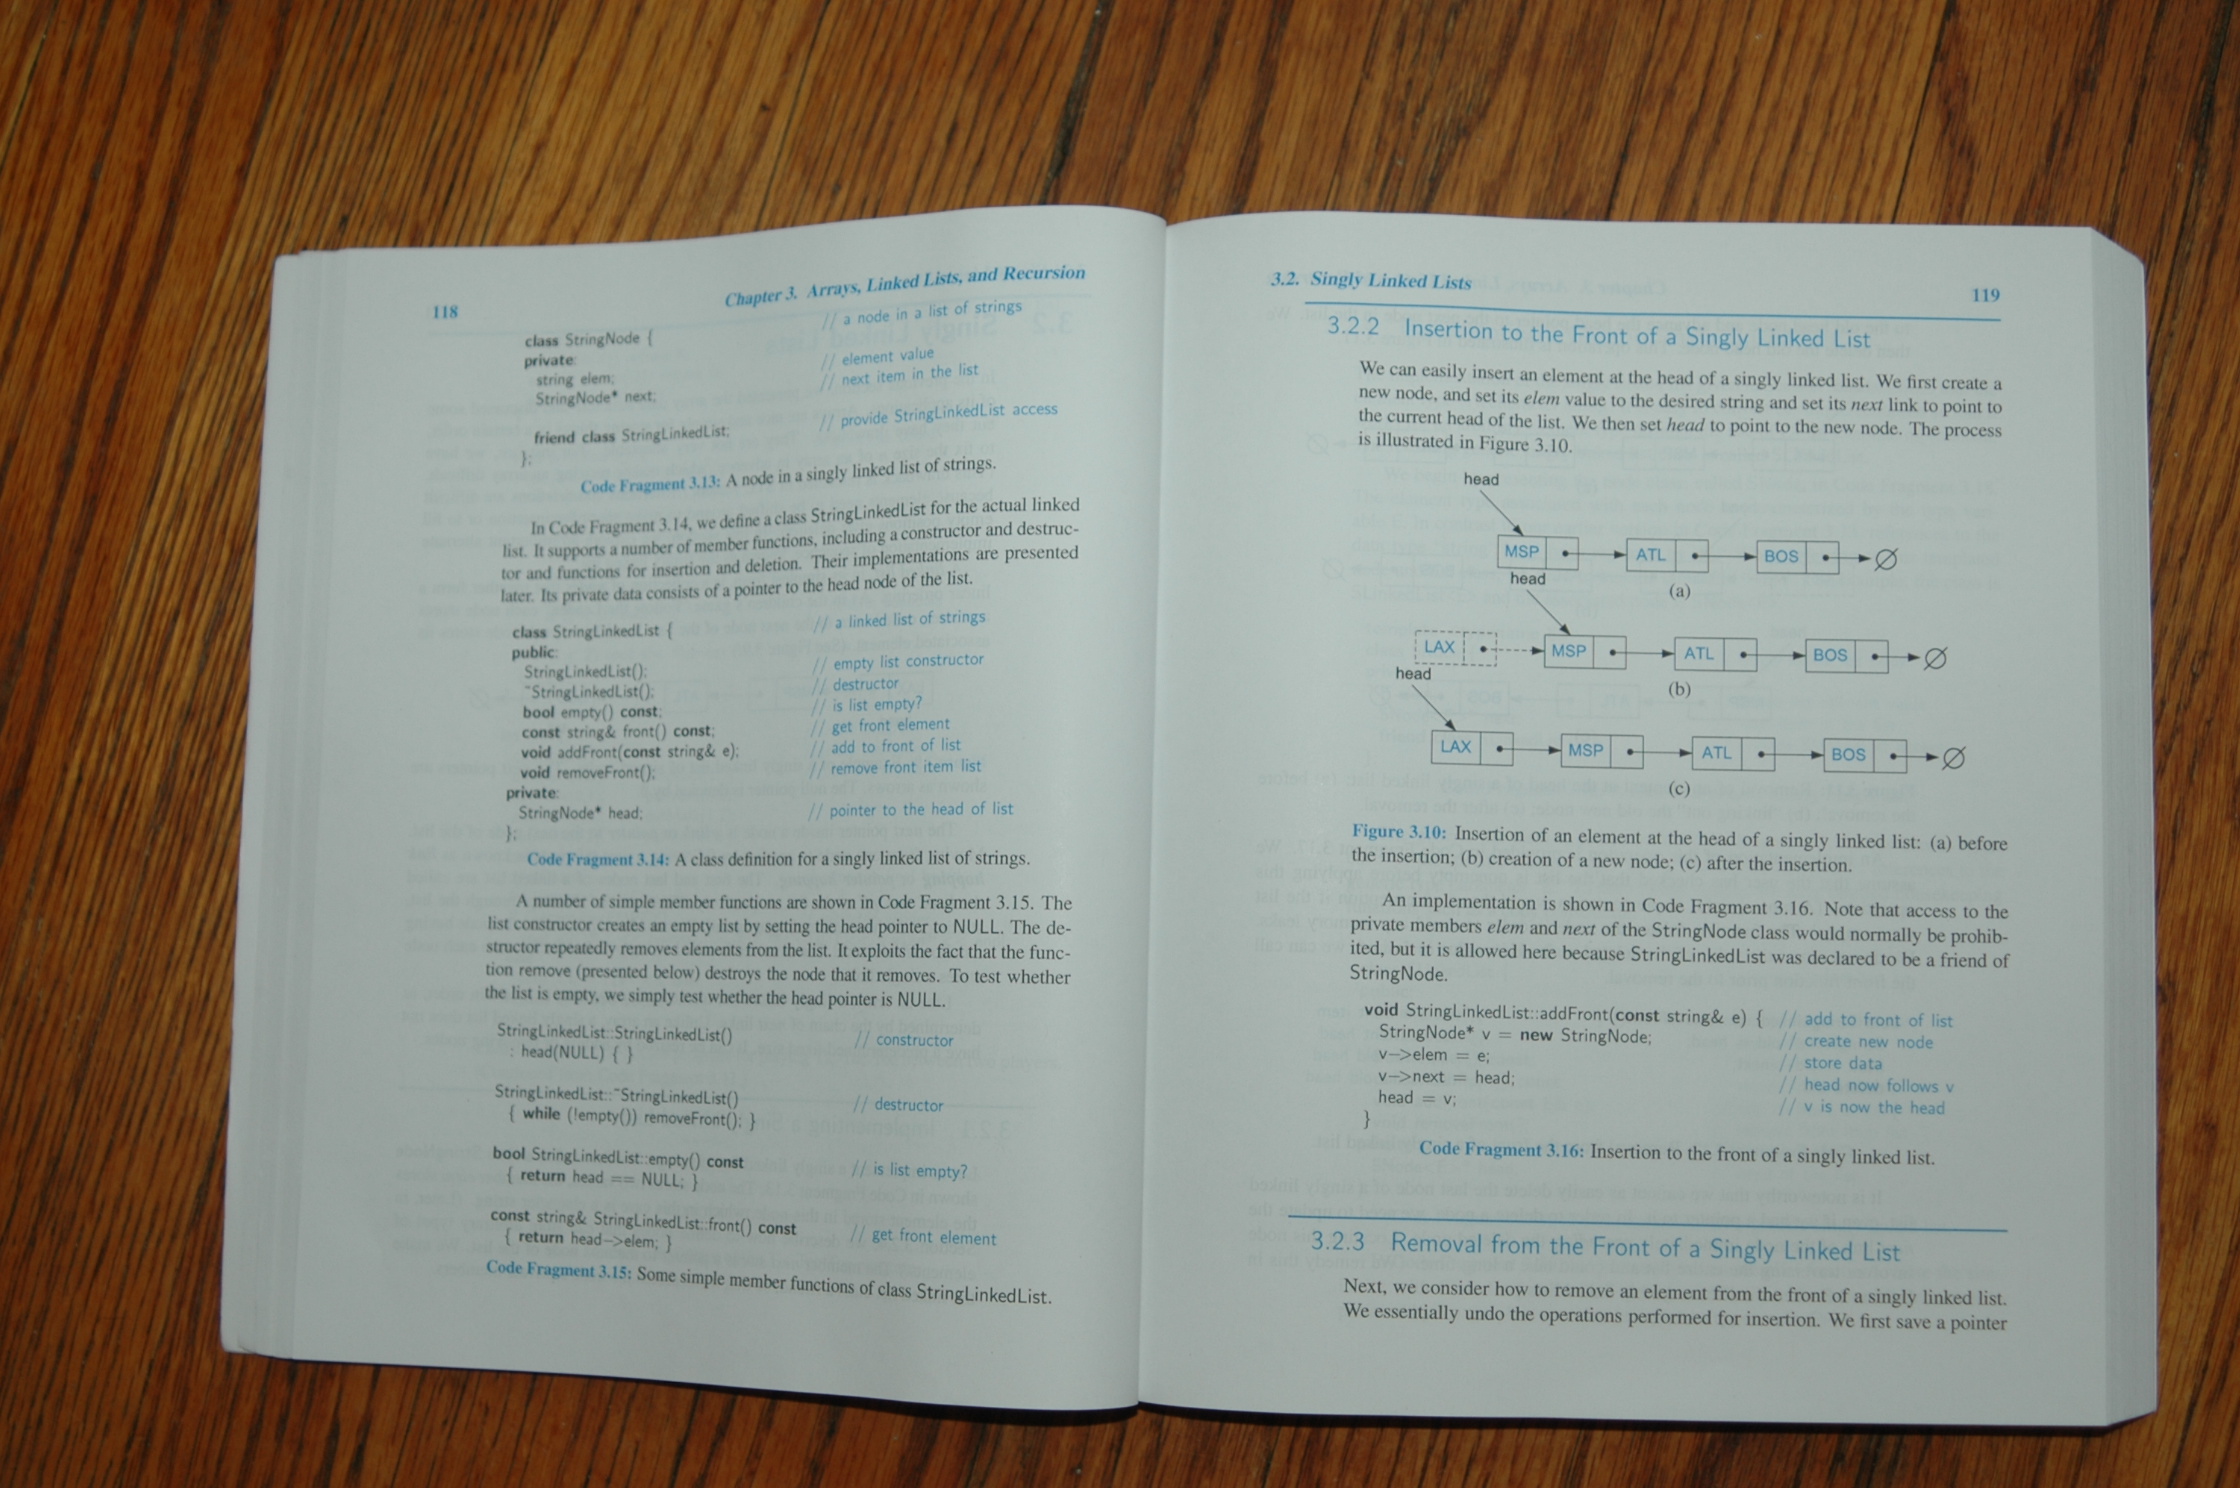 118
Chapter 3. Arrays, Linked Lists, and Recursion
class StringNode { // a node in a list of strings
private:
string elem; // element value
StringNode* next; // next item in the list
friend class StringLinkedList; // provide StringLinkedList access
};
Code Fragment 3.13: A node in a singly linked list of strings.
In Code Fragment 3.14, we define a class StringLinkedList for the actual linked
list. It supports a number of member functions, including a constructor and destruc-
tor and functions for insertion and deletion. Their implementations are presented
later. Its private data consists of a pointer to the head node of the list.
class StringLinkedList { // a linked list of strings
public:
StringLinkedList(); // empty list constructor
~StringLinkedList(); // destructor
bool empty() const; // is list empty?
const string& front() const; // get front element
void addFront(const string& e); // add to front of list
void removeFront(); // remove front item list
private:
StringNode* head; // pointer to the head of list
};
Code Fragment 3.14: A class definition for a singly linked list of strings.
A number of simple member functions are shown in Code Fragment 3.15. The
list constructor creates an empty list by setting the head pointer to NULL. The de-
structor repeatedly removes elements from the list. It exploits the fact that the func-
tion remove (presented below) destroys the node that it removes. To test whether
the list is empty, we simply test whether the head pointer is NULL.
StringLinkedList::StringLinkedList() // constructor
: head(NULL) { }
StringLinkedList::~StringLinkedList() // destructor
{ while (!empty()) removeFront(); }
bool StringLinkedList::empty() const // is list empty?
{ return head == NULL; }
const string& StringLinkedList::front() const // get front element
{ return head->elem; }
Code Fragment 3.15: Some simple member functions of class StringLinkedList.
3.2. Singly Linked Lists
119
3.2.2 Insertion to the Front of a Singly Linked List
We can easily insert an element at the head of a singly linked list. We first create a
new node, and set its elem value to the desired string and set its next link to point to
the current head of the list. We then set head to point to the new node. The process
is illustrated in Figure 3.10.
head
MSP ATL BOS ∅
(a)
head
LAX MSP ATL BOS ∅
(b)
head
LAX MSP ATL BOS ∅
(c)
Figure 3.10: Insertion of an element at the head of a singly linked list: (a) before
the insertion; (b) creation of a new node; (c) after the insertion.
An implementation is shown in Code Fragment 3.16. Note that access to the
private members elem and next of the StringNode class would normally be prohib-
ited, but it is allowed here because StringLinkedList was declared to be a friend of
StringNode.
void StringLinkedList::addFront(const string& e) { // add to front of list
StringNode* v = new StringNode; // create new node
v->elem = e; // store data
v->next = head; // head now follows v
head = v; // v is now the head
}
Code Fragment 3.16: Insertion to the front of a singly linked list.
3.2.3 Removal from the Front of a Singly Linked List
Next, we consider how to remove an element from the front of a singly linked list.
We essentially undo the operations performed for insertion. We first save a pointer